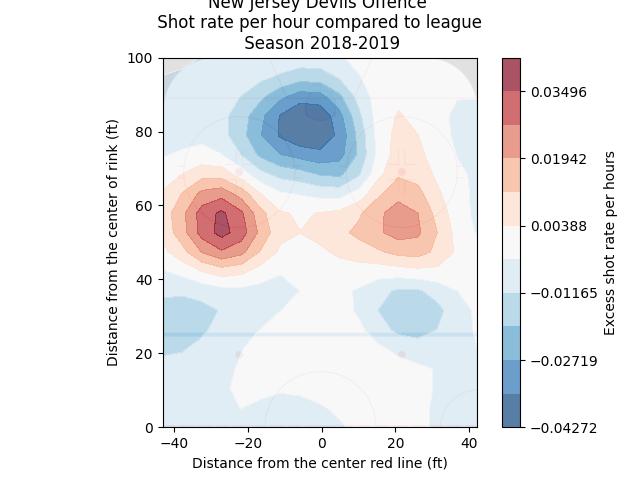 New Jersey Devils Offence
Shot rate per hour compared to league
Season 2018-2019
100
80
60
40
20
0
−40
−20
0
20
40
Distance from the center of rink (ft)
Distance from the center red line (ft)
0.03496
0.01942
0.00388
−0.01165
−0.02719
−0.04272
Excess shot rate per hours